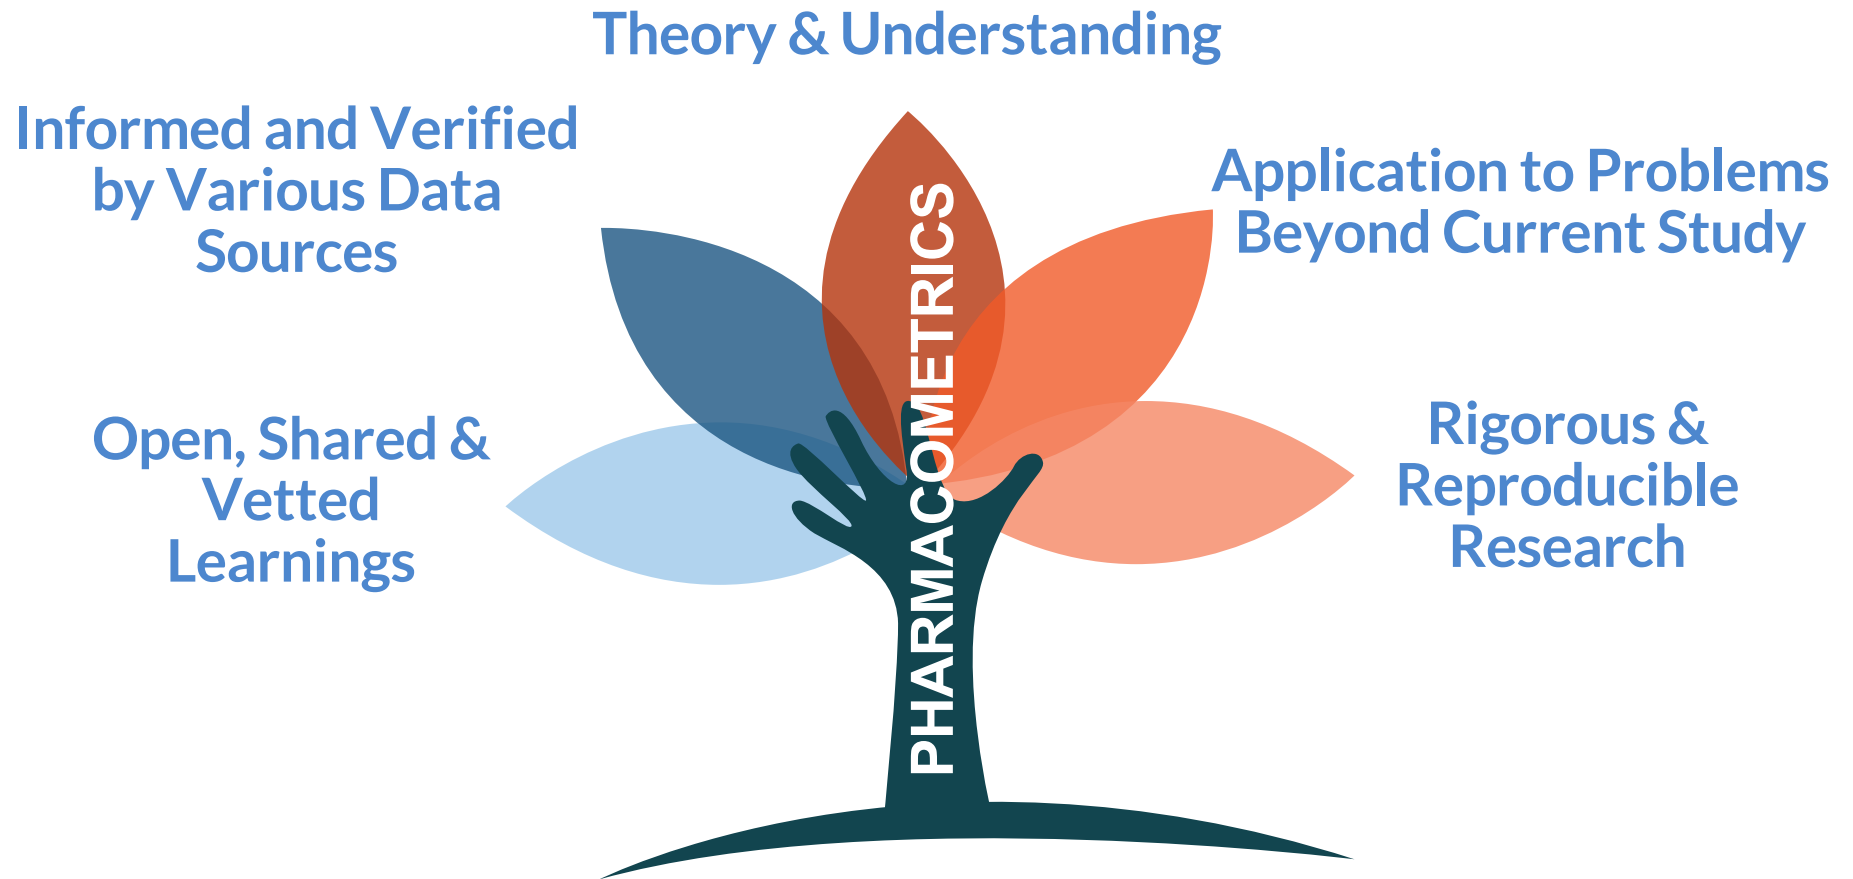 Theory & Understanding
Informed and Verified
by Various Data
Sources
Application to Problems
Beyond Current Study
Open, Shared &
Vetted
Learnings
Rigorous &
Reproducible
Research
PHARMACOMETRICS